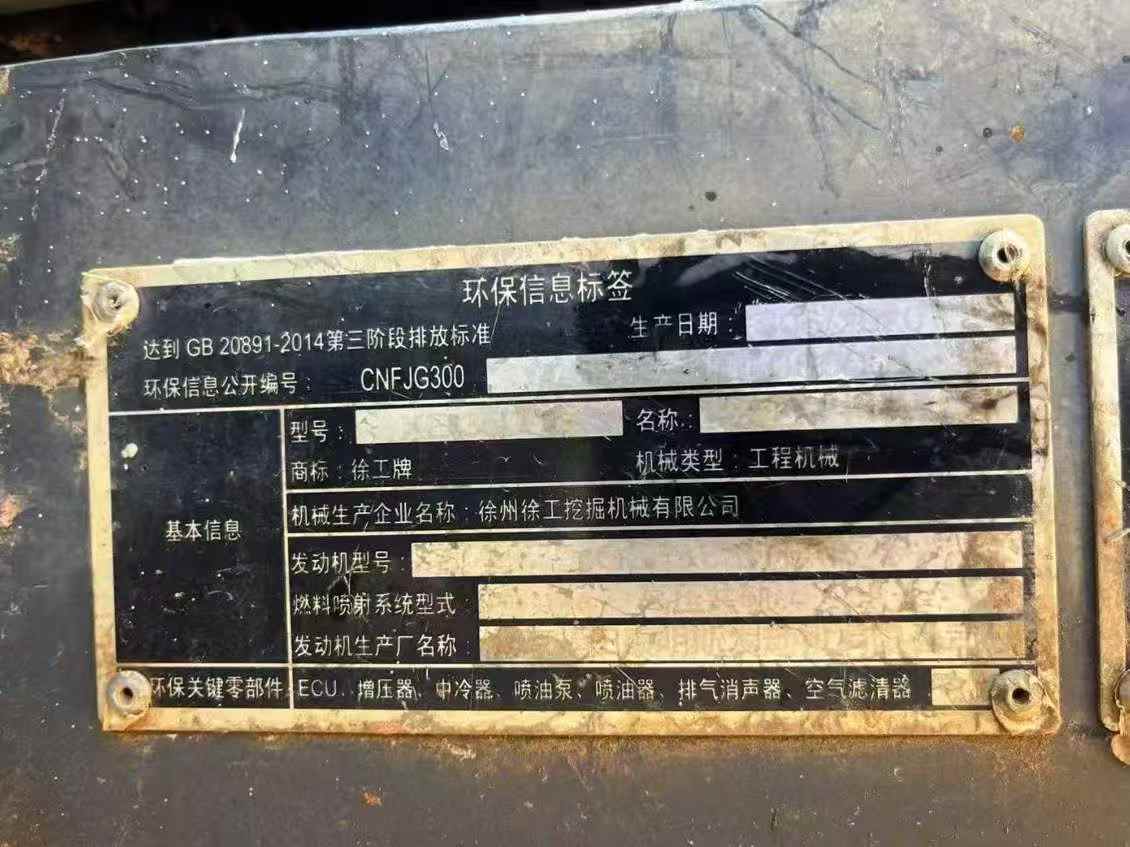 环保信息标签
达到 GB 20891-2014第三阶段排放标准
生产日期：
环保信息公开编号： CNFJG300
型号：
名称：
商标：徐工牌
机械类型：工程机械
基本信息
机械生产企业名称：徐州徐工挖掘机械有限公司
发动机型号：
燃料喷射系统型式：
发动机生产厂名称：
环保关键零部件
ECU、增压器、中冷器、喷油泵、喷油器、排气消声器、空气滤清器